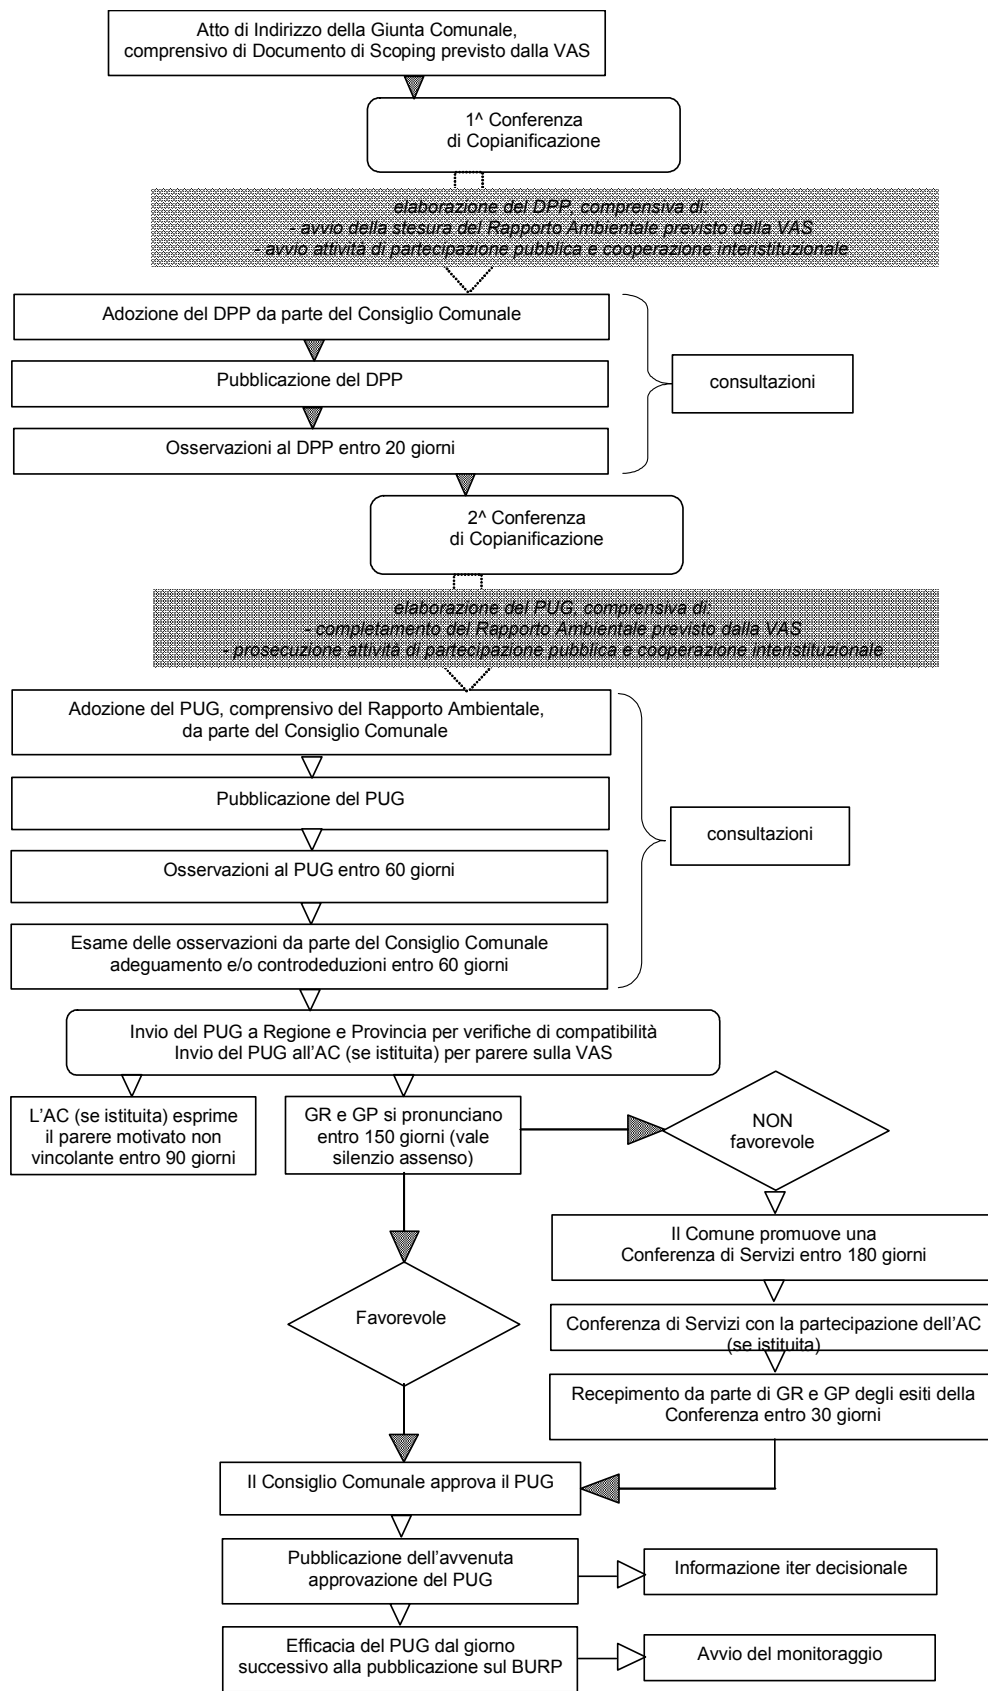 Atto di Indirizzo della Giunta Comunale,
comprensivo di Documento di Scoping previsto dalla VAS
1^ Conferenza
di Copianificazione
elaborazione del DPP, comprensiva di:
- avvio della stesura del Rapporto Ambientale previsto dalla VAS
- avvio attività di partecipazione pubblica e cooperazione interistituzionale
Adozione del DPP da parte del Consiglio Comunale
Pubblicazione del DPP
consultazioni
Osservazioni al DPP entro 20 giorni
2^ Conferenza
di Copianificazione
elaborazione del PUG, comprensiva di:
- completamento del Rapporto Ambientale previsto dalla VAS
- prosecuzione attività di partecipazione pubblica e cooperazione interistituzionale
Adozione del PUG, comprensivo del Rapporto Ambientale,
da parte del Consiglio Comunale
Pubblicazione del PUG
consultazioni
Osservazioni al PUG entro 60 giorni
Esame delle osservazioni da parte del Consiglio Comunale
adeguamento e/o controdeduzioni entro 60 giorni
Invio del PUG a Regione e Provincia per verifiche di compatibilità
Invio del PUG all'AC (se istituita) per parere sulla VAS
L'AC (se istituita) esprime
il parere motivato non
vincolante entro 90 giorni
GR e GP si pronunciano
entro 150 giorni (vale
silenzio assenso)
NON
favorevole
Il Comune promuove una
Conferenza di Servizi entro 180 giorni
Favorevole
Conferenza di Servizi con la partecipazione dell'AC
(se istituita)
Recepimento da parte di GR e GP degli esiti della
Conferenza entro 30 giorni
Il Consiglio Comunale approva il PUG
Pubblicazione dell'avvenuta
approvazione del PUG
Informazione iter decisionale
Efficacia del PUG dal giorno
successivo alla pubblicazione sul BURP
Avvio del monitoraggio